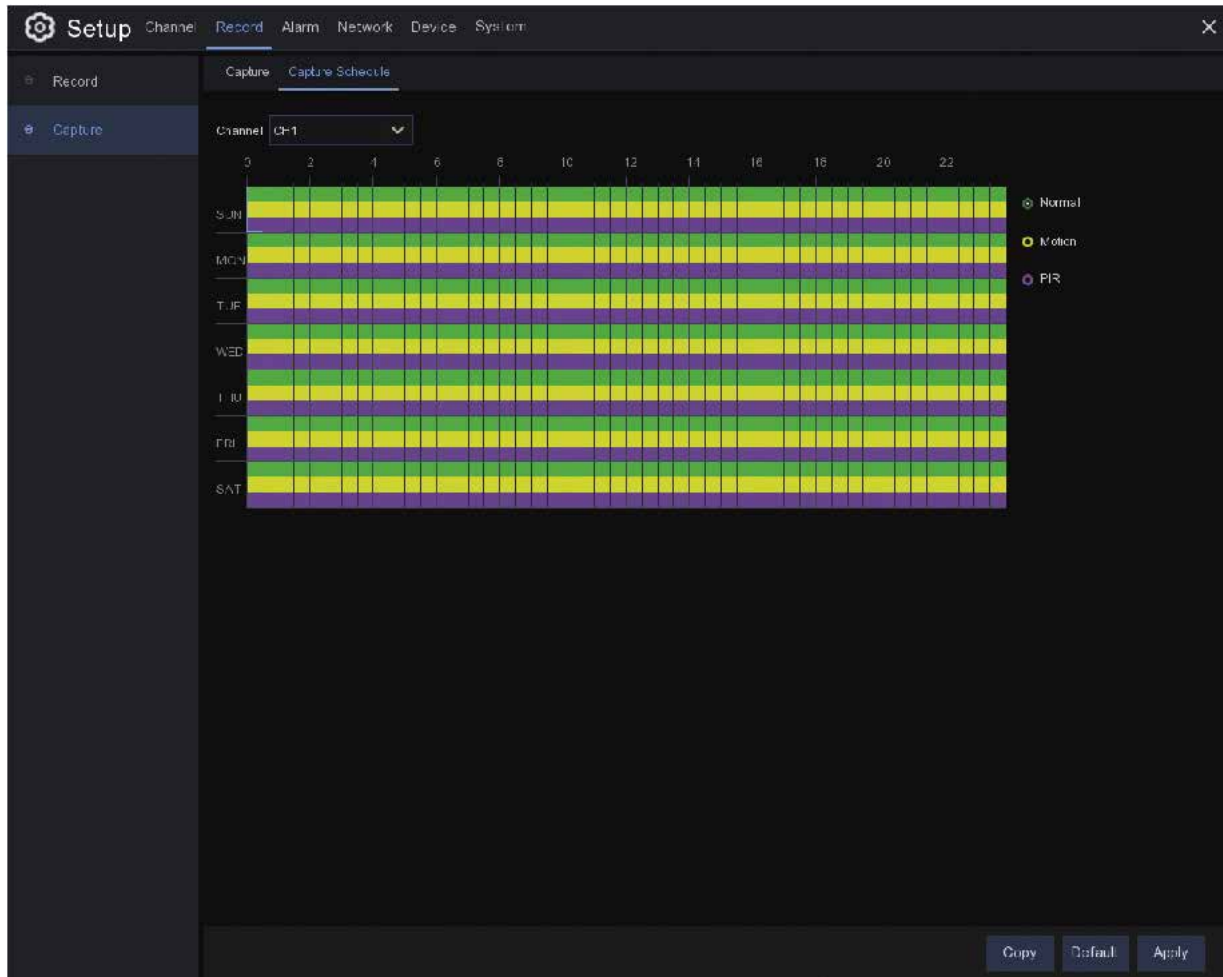 Setup Channel Record Alarm Network Device System
Record
Capture
Capture Capture Schedule
Channel CH1
0 2 4 6 8 10 12 14 16 18 20 22
SUN
MON
TUE
WED
THU
FRI
SAT
Normal
Motion
PIR
Copy Default Apply